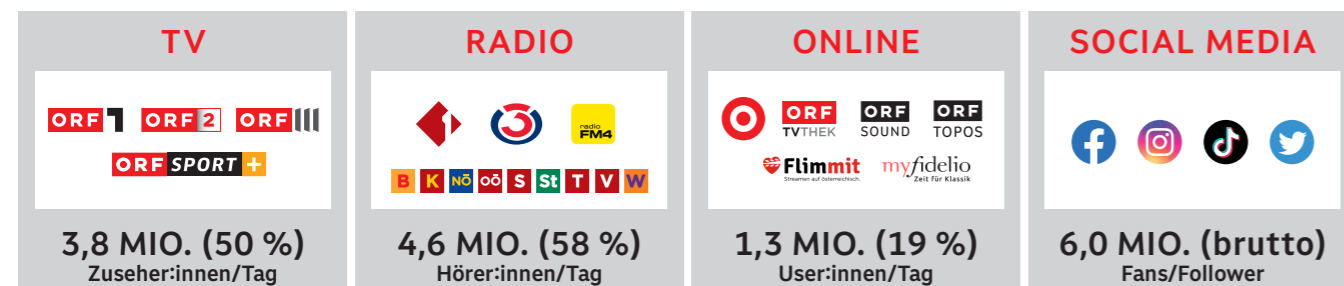 TV
ORF 1 ORF 2 ORF III
ORF SPORT +
3,8 MIO. (50 %)
Zuseher:innen/Tag
RADIO
1 Ö3 radio FM4
B K NÖ OÖ S St T V W
4,6 MIO. (58 %)
Hörer:innen/Tag
ONLINE
ORF TVTHEK ORF SOUND ORF TOPOS
Flimmit myfidelio
Streamen auf österreichisch. Zeit für Klassik
1,3 MIO. (19 %)
User:innen/Tag
SOCIAL MEDIA
6,0 MIO. (brutto)
Fans/Follower